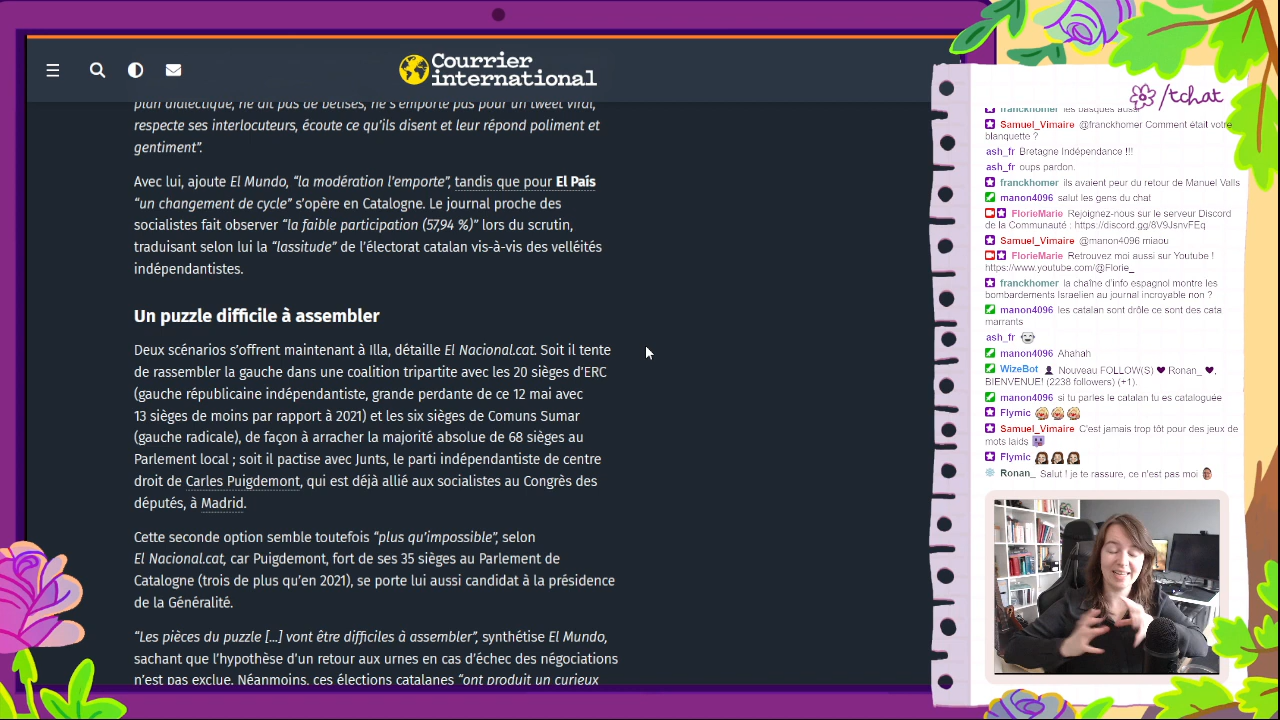 Courrier
international
plan dialectique, ne dit pas de bêtises, ne s'emporte pas pour un tweet viral,
respecte ses interlocuteurs, écoute ce qu'ils disent et leur répond poliment et
gentiment”.
Avec lui, ajoute El Mundo, “la modération l'emporte”, tandis que pour El País
“un changement de cycle” s'opère en Catalogne. Le journal proche des
socialistes fait observer “la faible participation (57,94 %)” lors du scrutin,
traduisant selon lui la “lassitude” de l'électorat catalan vis-à-vis des velléités
indépendantistes.
Un puzzle difficile à assembler
Deux scénarios s'offrent maintenant à Illa, détaille El Nacional.cat. Soit il tente
de rassembler la gauche dans une coalition tripartite avec les 20 sièges d'ERC
(gauche républicaine indépendantiste, grande perdante de ce 12 mai avec
13 sièges de moins par rapport à 2021) et les six sièges de Comuns Sumar
(gauche radicale), de façon à arracher la majorité absolue de 68 sièges au
Parlement local ; soit il pactise avec Junts, le parti indépendantiste de centre
droit de Carles Puigdemont, qui est déjà allié aux socialistes au Congrès des
députés, à Madrid.
Cette seconde option semble toutefois “plus qu'impossible”, selon
El Nacional.cat, car Puigdemont, fort de ses 35 sièges au Parlement de
Catalogne (trois de plus qu'en 2021), se porte lui aussi candidat à la présidence
de la Généralité.
“Les pièces du puzzle [...] vont être difficiles à assembler”, synthétise El Mundo,
sachant que l'hypothèse d'un retour aux urnes en cas d'échec des négociations
n'est pas exclue. Néanmoins, ces élections catalanes “ont produit un curieux
/tchat
franckhomer les basques aussi
Samuel_Vimaire @franckhomer Comment était votre
blanquette ?
ash_fr Bretagne Indépendance !!!
ash_fr oups pardon.
franckhomer ils avaient peur du retour de Manuel Valls
manon4096 salut les gens du chat
FlorieMarie Rejoignez-nous sur le serveur Discord
de la Communauté : https://discord.gg/8V9JsnvFEq
Samuel_Vimaire @manon4096 miaou
FlorieMarie Retrouvez moi aussi sur Youtube !
https://www.youtube.com/@Florie_
franckhomer la chaîne d'info espagnol montre les
bombardements Israelien au journal incroyable non ?
manon4096 les catalan sont drôle ce sont des cata
marrants
ash_fr
manon4096 Ahahah
WizeBot Nouveau FOLLOW(S) Ronan_ ,
BIENVENUE! (2238 followers) (+1).
manon4096 si tu parles le catalan tu es cataloguée
Flymic
Samuel_Vimaire C'est jamais trop tôt pour des jeux de
mots laids
Flymic
Ronan_ Salut ! je te rassure, ce n'est pas moi